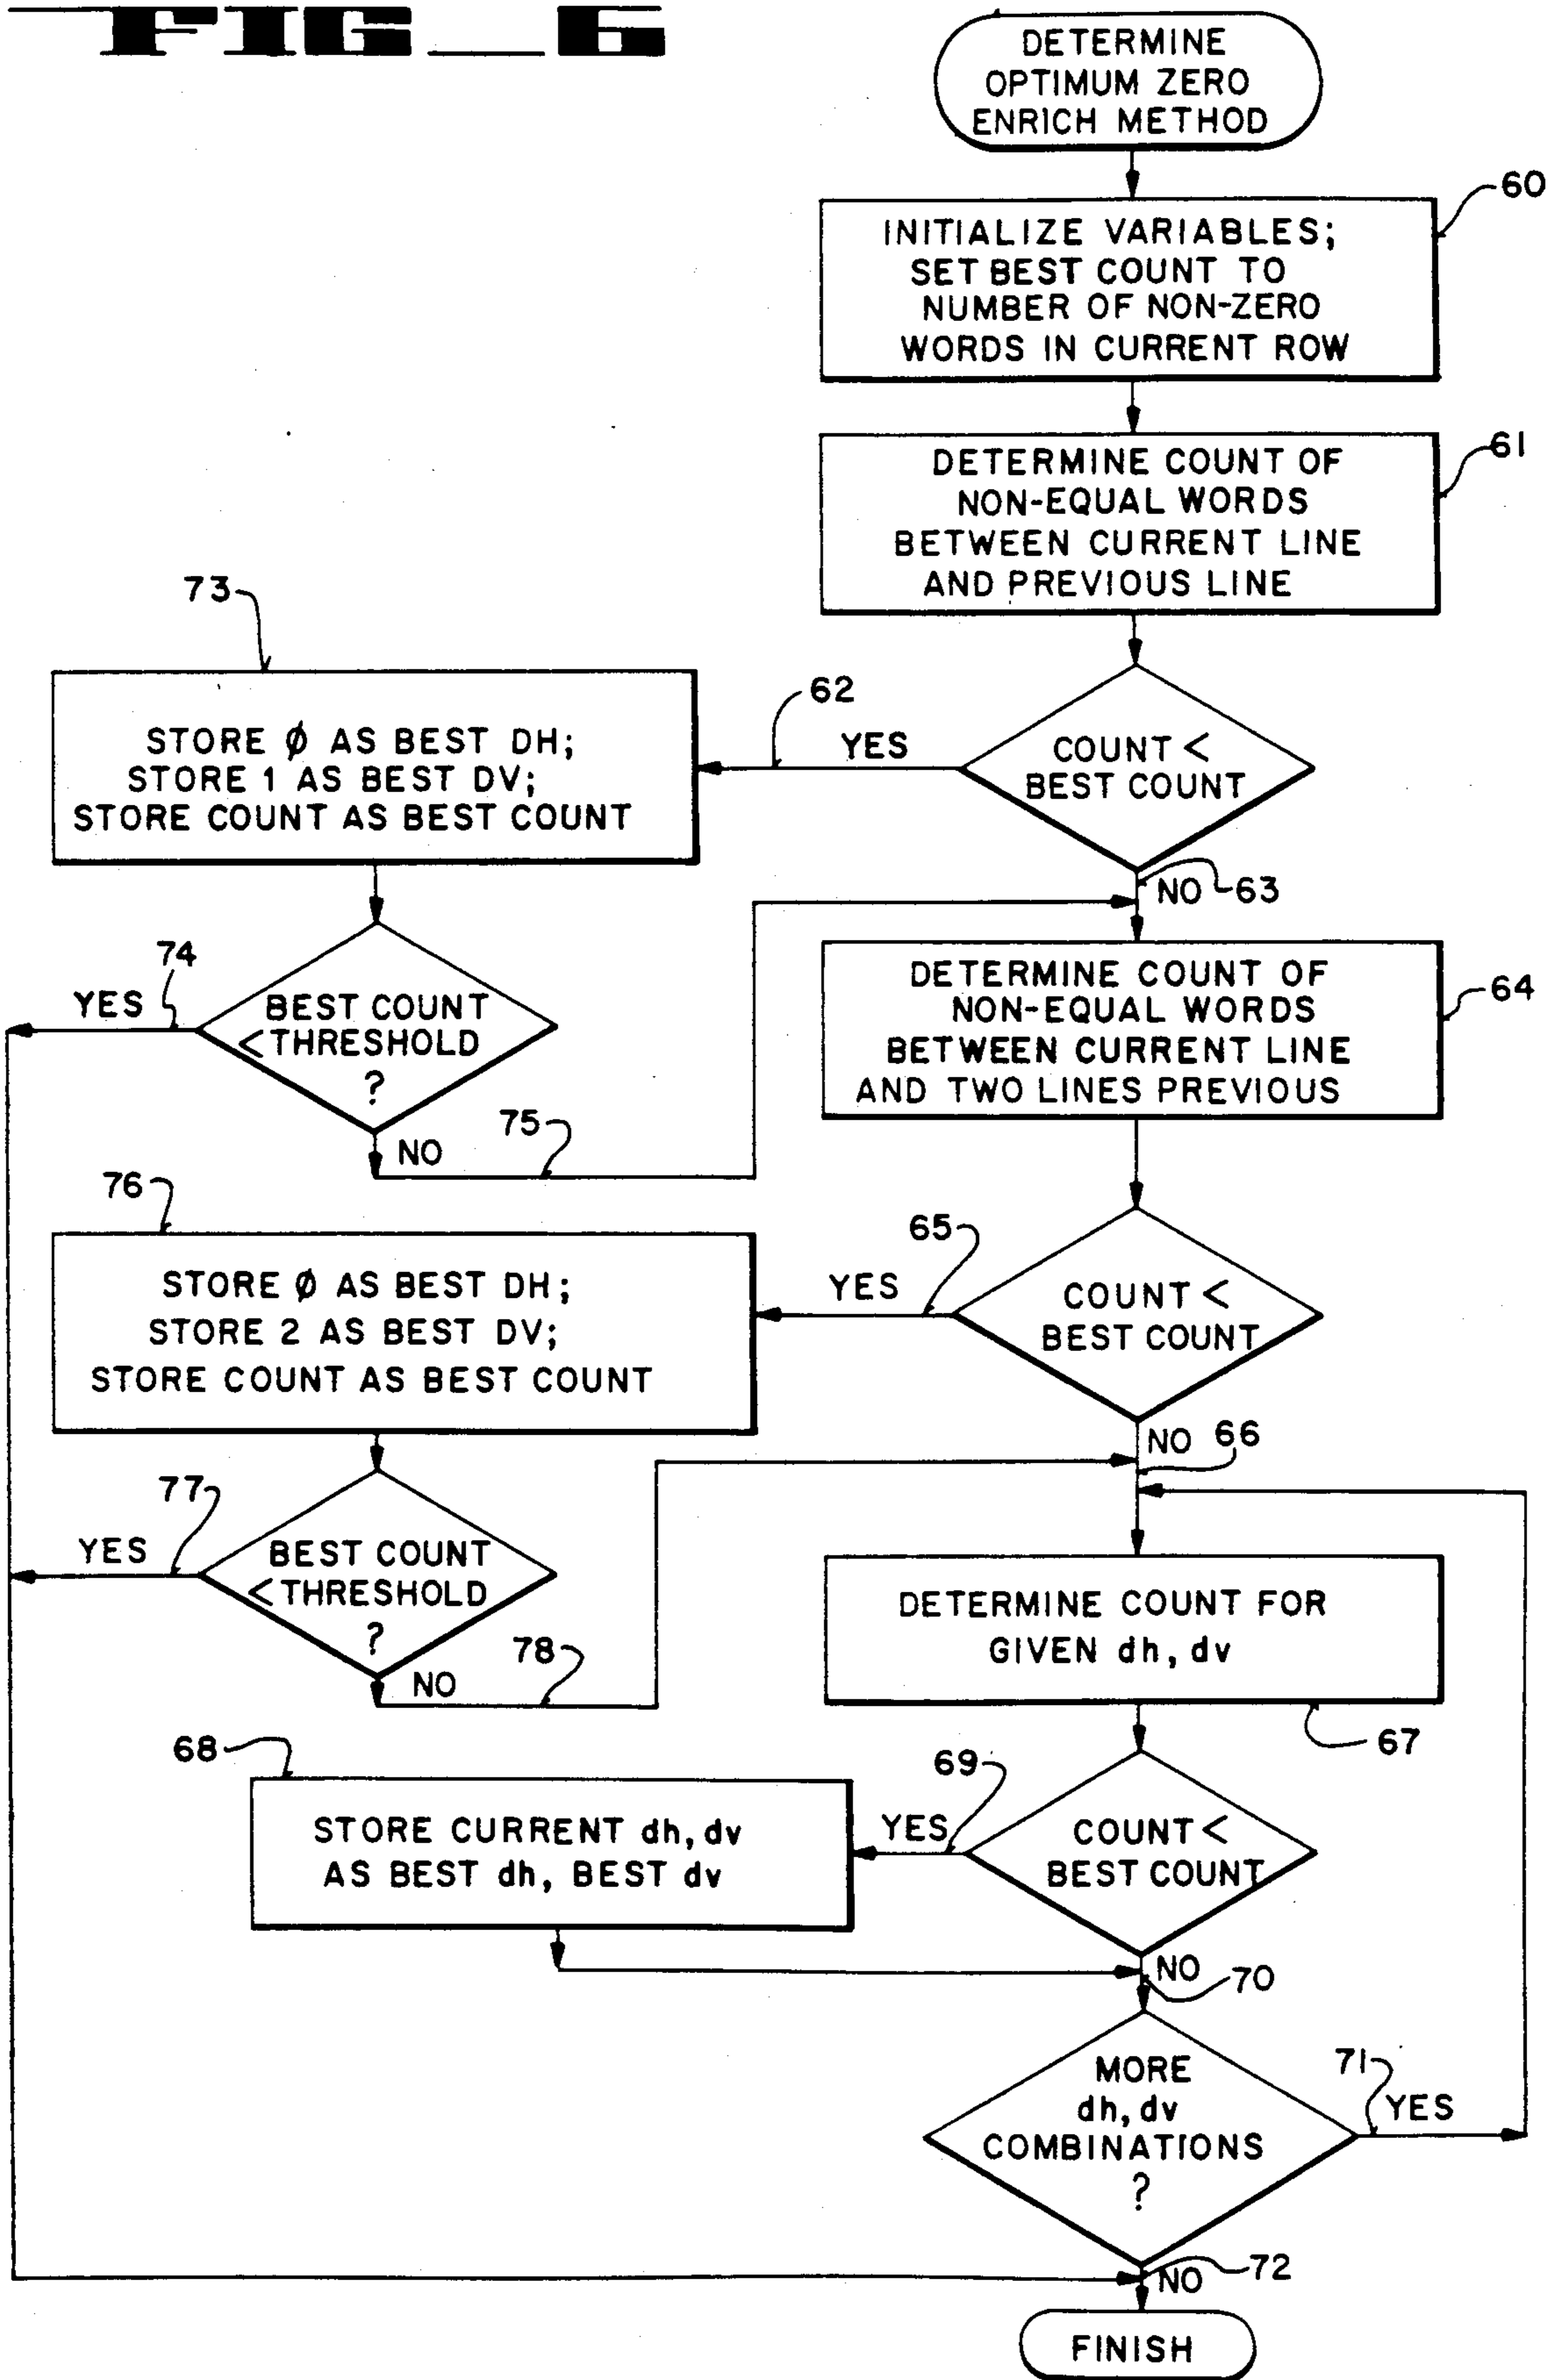 FIG_6
DETERMINE
OPTIMUM ZERO
ENRICH METHOD
60
INITIALIZE VARIABLES;
SET BEST COUNT TO
NUMBER OF NON-ZERO
WORDS IN CURRENT ROW
61
DETERMINE COUNT OF
NON-EQUAL WORDS
BETWEEN CURRENT LINE
AND PREVIOUS LINE
73
62
YES
COUNT <
BEST COUNT
STORE Ø AS BEST DH;
STORE 1 AS BEST DV;
STORE COUNT AS BEST COUNT
NO
63
74
YES
BEST COUNT
< THRESHOLD
?
NO
75
DETERMINE COUNT OF
NON-EQUAL WORDS
BETWEEN CURRENT LINE
AND TWO LINES PREVIOUS
64
76
65
YES
COUNT <
BEST COUNT
STORE Ø AS BEST DH;
STORE 2 AS BEST DV;
STORE COUNT AS BEST COUNT
NO
66
77
YES
BEST COUNT
< THRESHOLD
?
NO
78
DETERMINE COUNT FOR
GIVEN dh, dv
67
68
69
YES
COUNT <
BEST COUNT
STORE CURRENT dh, dv
AS BEST dh, BEST dv
NO
70
MORE
dh, dv
COMBINATIONS
?
71
YES
72
NO
FINISH